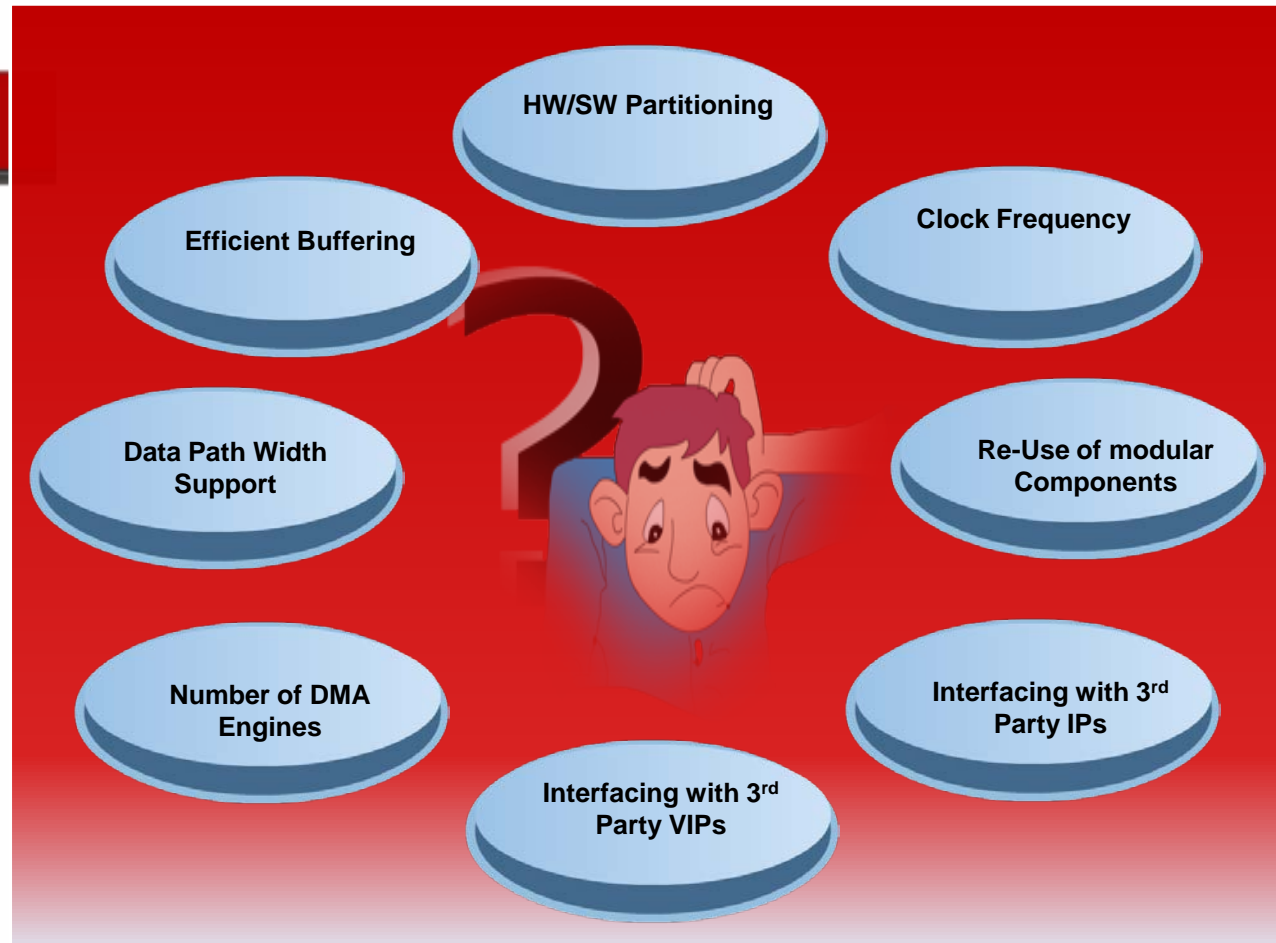 HW/SW Partitioning
Efficient Buffering
Clock Frequency
Data Path Width
Support
Re-Use of modular
Components
Number of DMA
Engines
Interfacing with 3rd
Party IPs
Interfacing with 3rd
Party VIPs
?